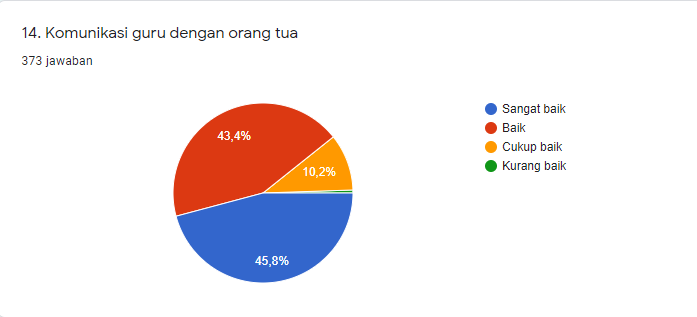 14. Komunikasi guru dengan orang tua
373 jawaban
43,4%
10,2%
45,8%
Sangat baik
Baik
Cukup baik
Kurang baik